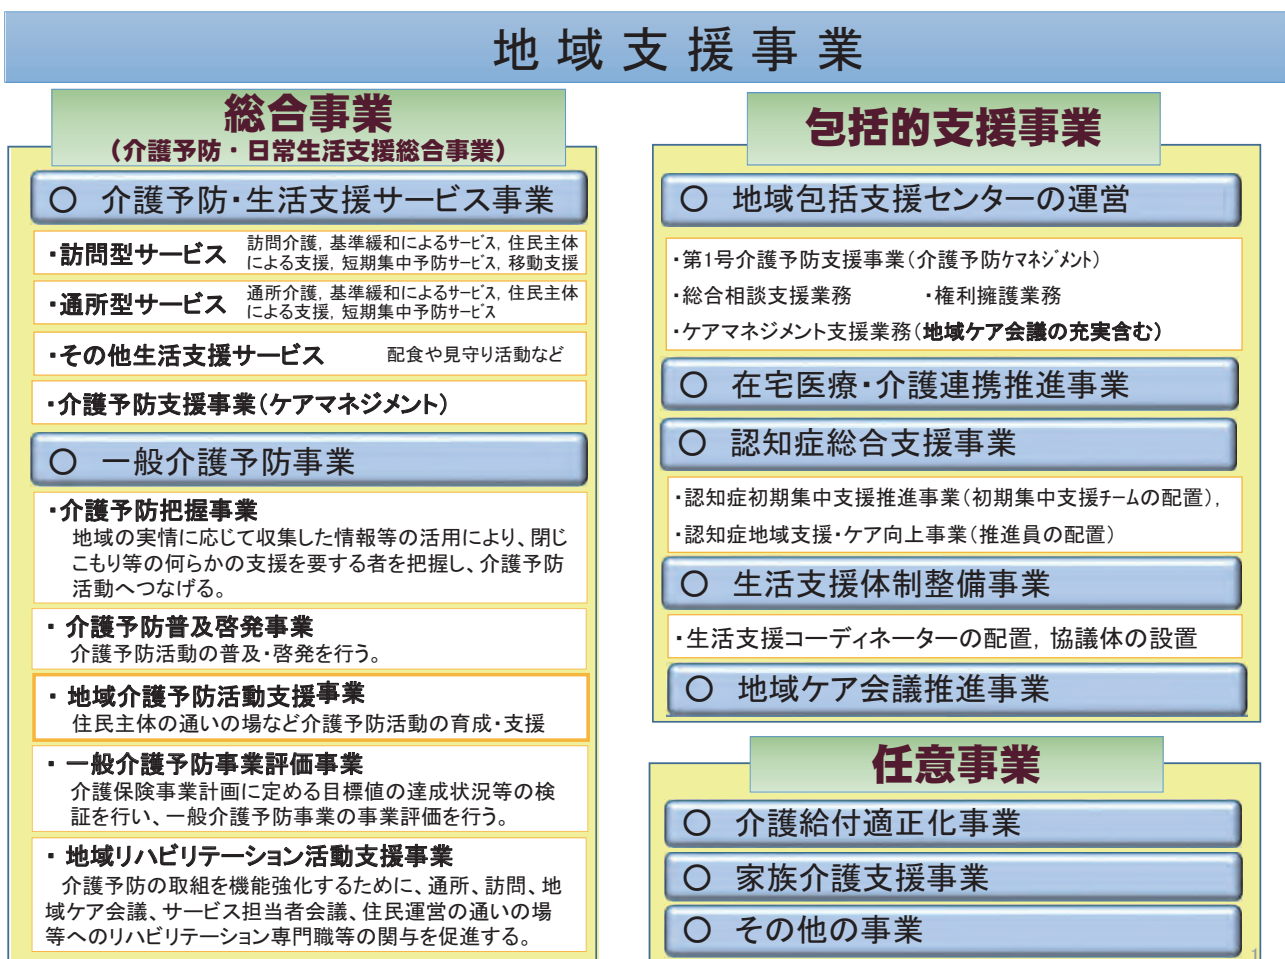 地域支援事業
総合事業
（介護予防・日常生活支援総合事業）
○ 介護予防・生活支援サービス事業
・訪問型サービス 訪問介護，基準緩和によるｻｰﾋﾞｽ，住民主体
による支援，短期集中予防ｻｰﾋﾞｽ，移動支援
・通所型サービス 通所介護，基準緩和によるｻｰﾋﾞｽ，住民主体
による支援，短期集中予防ｻｰﾋﾞｽ
・その他生活支援サービス 配食や見守り活動など
・介護予防支援事業（ケアマネジメント）
○ 一般介護予防事業
・介護予防把握事業
地域の実情に応じて収集した情報等の活用により、閉じ
こもり等の何らかの支援を要する者を把握し、介護予防
活動へつなげる。
・ 介護予防普及啓発事業
介護予防活動の普及・啓発を行う。
・ 地域介護予防活動支援事業
住民主体の通いの場など介護予防活動の育成・支援
・ 一般介護予防事業評価事業
介護保険事業計画に定める目標値の達成状況等の検
証を行い、一般介護予防事業の事業評価を行う。
・ 地域リハビリテーション活動支援事業
介護予防の取組を機能強化するために、通所、訪問、地
域ケア会議、サービス担当者会議、住民運営の通いの場
等へのリハビリテーション専門職等の関与を促進する。
包括的支援事業
○ 地域包括支援センターの運営
・第1号介護予防支援事業（介護予防ｹﾏﾈｼﾞﾒﾝﾄ）
・総合相談支援業務 ・権利擁護業務
・ケアマネジメント支援業務（地域ケア会議の充実含む）
○ 在宅医療・介護連携推進事業
○ 認知症総合支援事業
・認知症初期集中支援推進事業（初期集中支援ﾁｰﾑの配置），
・認知症地域支援・ケア向上事業（推進員の配置）
○ 生活支援体制整備事業
・生活支援コーディネーターの配置，協議体の設置
○ 地域ケア会議推進事業
任意事業
○ 介護給付適正化事業
○ 家族介護支援事業
○ その他の事業
1